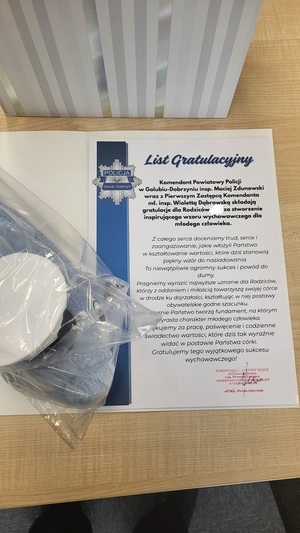 POLICJA
List Gratulacyjny
Komendant Powiatowy Policji
w Golubiu-Dobrzyniu insp. Maciej Zdunowski
wraz z Pierwszym Zastępcą Komendanta
mł. insp. Wiolettą Dąbrowską składają
gratulacje dla Rodziców za stworzenie
inspirującego wzoru wychowawczego dla
młodego człowieka.
Z całego serca doceniamy trud, serce i
zaangażowanie, jakie włożyli Państwo
w kształtowanie wartości, które dziś stanowią
piękny wzór do naśladowania.
To niewątpliwie ogromny sukces i powód do
dumy.
Pragniemy wyrazić najwyższe uznanie dla Rodziców,
którzy z oddaniem i miłością towarzyszą swojej córce
w drodze ku dojrzałości, kształtując w niej postawy
obywatelskie godne szacunku.
Państwo tworzą fundament, na którym
wyrasta charakter młodego człowieka.
za pracę, poświęcenie i codzienne
świadectwo wartości, które dziś tak wyraźnie
widać w postawie Państwa córki.
Gratulujemy tego wyjątkowego sukcesu
wychowawczego!